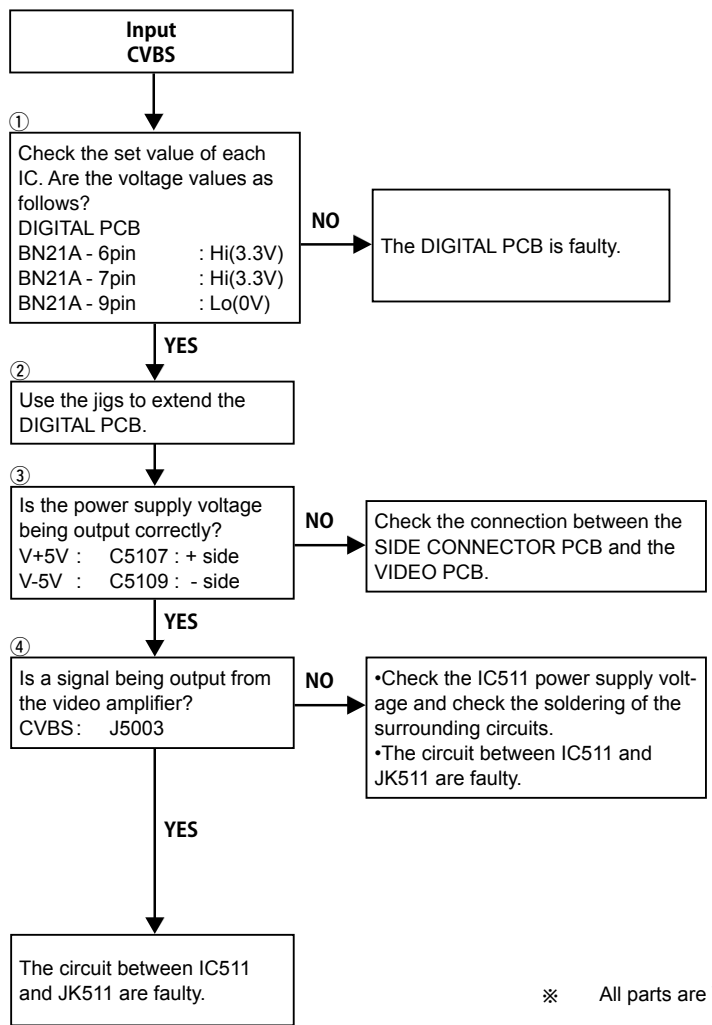 Input
CVBS
①
Check the set value of each
IC. Are the voltage values as
follows?
DIGITAL PCB
BN21A - 6pin : Hi(3.3V)
BN21A - 7pin : Hi(3.3V)
BN21A - 9pin : Lo(0V)
NO
The DIGITAL PCB is faulty.
YES
②
Use the jigs to extend the
DIGITAL PCB.
③
Is the power supply voltage
being output correctly?
V+5V : C5107 : + side
V-5V : C5109 : - side
NO
Check the connection between the
SIDE CONNECTOR PCB and the
VIDEO PCB.
YES
④
Is a signal being output from
the video amplifier?
CVBS : J5003
NO
•Check the IC511 power supply volt-
age and check the soldering of the
surrounding circuits.
•The circuit between IC511 and
JK511 are faulty.
YES
The circuit between IC511
and JK511 are faulty.
※ All parts are